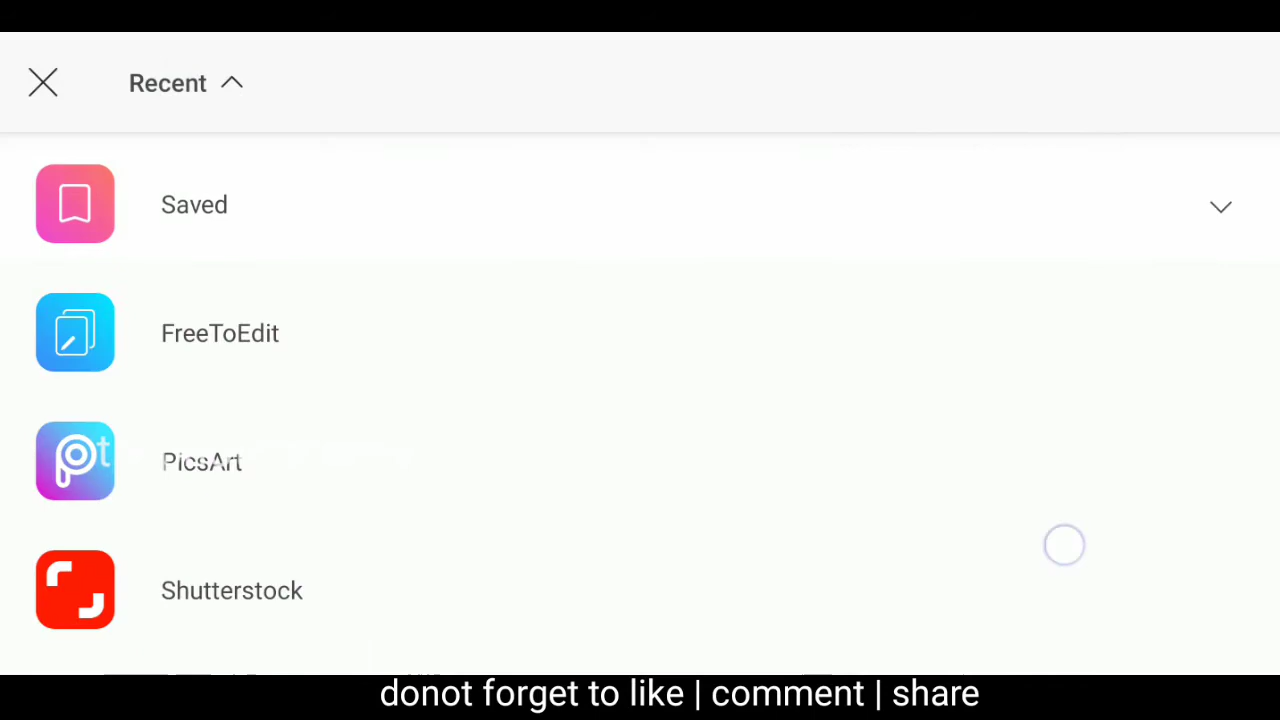 Recent
Saved
FreeToEdit
PicsArt
Shutterstock
donot forget to like | comment | share